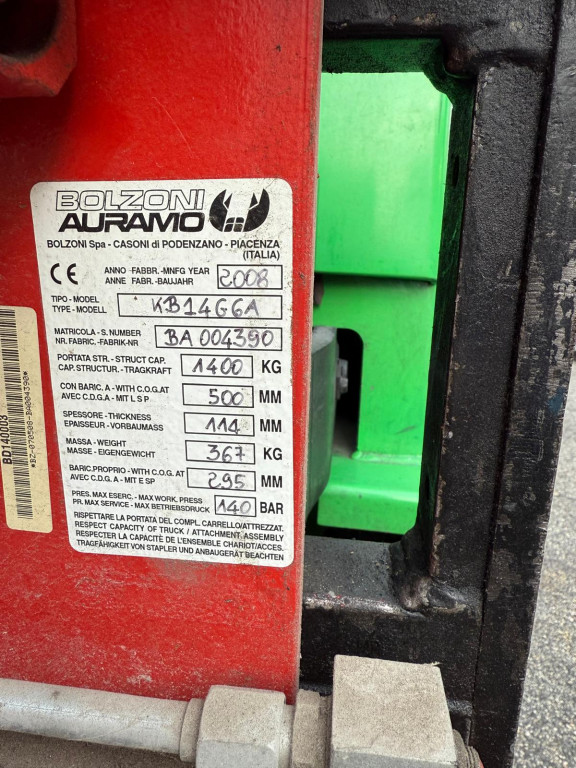 BOLZONI
AURAMO
BOLZONI Spa - CASONI di PODENZANO - PIACENZA
(ITALIA)
CE ANNO -FABBR.-MNFG YEAR 2008
ANNE FABR.-BAUJAHR
TIPO - MODEL KB14G6A
TYPE - MODELL
MATRICOLA - S. NUMBER BA 004390
NR. FABRIC.-FABRIK-NR
PORTATA STR.- STRUCT CAP. 1400 KG
CAP. STRUCTUR. - TRAGKRAFT
CON BARIC. A - WITH C.O.G AT 500 MM
AVEC C.D.G.A - MIT L S P
SPESSORE - THICKNESS 114 MM
EPAISSEUR - VORBAUMASS
MASSA - WEIGHT 367 KG
MASSE - EIGENGEWICHT
BARIC.PROPRIO - WITH C.O.G AT 295 MM
AVEC C.D.G. A - MIT E SP
PRES. MAX ESERC. - MAX WORK. PRESS 140 BAR
PR. MAX SERVICE - MAX BETRIEBSDRUCK
RISPETTARE LA PORTATA DEL COMPL. CARRELLO/ATTREZZAT.
RESPECT CAPACITY OF TRUCK / ATTACHMENT ASSEMBLY
RESPECTER LA CAPACITE DE L'ENSEMBLE CHARIOT/ACCES.
TRAGFÄHIGKEIT VON STAPLER UND ANBAUGERÄT BEACHTEN
BD140008
*BZ-070508-BA004390*